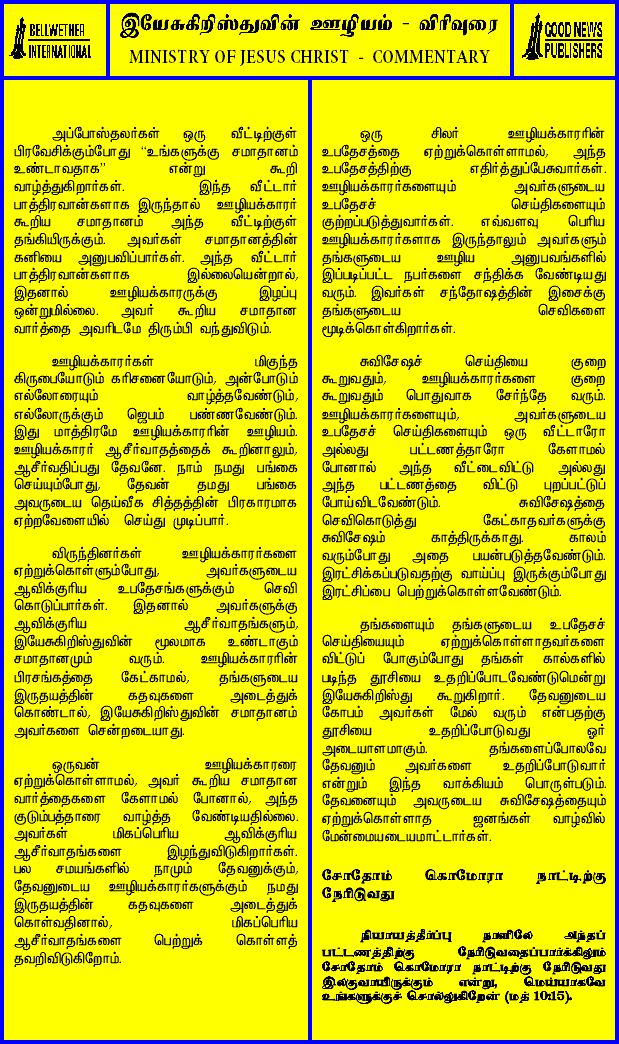 BELLWETHER
INTERNATIONAL
இயேசுகிறிஸ்துவின் ஊழியம் - விரிவுரை
MINISTRY OF JESUS CHRIST - COMMENTARY
GOOD NEWS
PUBLISHERS
அப்போஸ்தலர்கள் ஒரு வீட்டிற்குள்
பிரவேசிக்கும்போது “உங்களுக்கு சமாதானம்
உண்டாவதாக” என்று கூறி
வாழ்த்துகிறார்கள். இந்த வீட்டார்
பாத்திரவான்களாக இருந்தால் ஊழியக்காரர்
கூறிய சமாதானம் அந்த வீட்டிற்குள்
தங்கியிருக்கும். அவர்கள் சமாதானத்தின்
கனியை அனுபவிப்பார்கள். அந்த வீட்டார்
பாத்திரவான்களாக இல்லையென்றால்,
இதனால் ஊழியக்காரருக்கு இழப்பு
ஒன்றுமில்லை. அவர் கூறிய சமாதான
வார்த்தை அவரிடமே திரும்பி வந்துவிடும்.
ஊழியக்காரர்கள் மிகுந்த
கிருபையோடும் கரிசனையோடும், அன்போடும்
எல்லோரையும் வாழ்த்தவேண்டும்,
எல்லோருக்கும் ஜெபம் பண்ணவேண்டும்.
இது மாத்திரமே ஊழியக்காரரின் ஊழியம்.
ஊழியக்காரர் ஆசீர்வாதத்தைக் கூறினாலும்,
ஆசீர்வதிப்பது தேவனே. நாம் நமது பங்கை
செய்யும்போது, தேவன் தமது பங்கை
அவருடைய தெய்வீக சித்தத்தின் பிரகாரமாக
ஏற்றவேளையில் செய்து முடிப்பார்.
விருந்தினர்கள் ஊழியக்காரர்களை
ஏற்றுக்கொள்ளும்போது, அவர்களுடைய
ஆவிக்குரிய உபதேசங்களுக்கும் செவி
கொடுப்பார்கள். இதனால் அவர்களுக்கு
ஆவிக்குரிய ஆசீர்வாதங்களும்,
இயேசுகிறிஸ்துவின் மூலமாக உண்டாகும்
சமாதானமும் வரும். ஊழியக்காரரின்
பிரசங்கத்தை கேட்காமல், தங்களுடைய
இருதயத்தின் கதவுகளை அடைத்துக்
கொண்டால், இயேசுகிறிஸ்துவின் சமாதானம்
அவர்களை சென்றடையாது.
ஒருவன் ஊழியக்காரரை
ஏற்றுக்கொள்ளாமல், அவர் கூறிய சமாதான
வார்த்தைகளை கேளாமல் போனால், அந்த
குடும்பத்தாரை வாழ்த்த வேண்டியதில்லை.
அவர்கள் மிகப்பெரிய ஆவிக்குரிய
ஆசீர்வாதங்களை இழந்துவிடுகிறார்கள்.
பல சமயங்களில் நாமும் தேவனுக்கும்,
தேவனுடைய ஊழியக்காரர்களுக்கும் நமது
இருதயத்தின் கதவுகளை அடைத்துக்
கொள்வதினால், மிகப்பெரிய
ஆசீர்வாதங்களை பெற்றுக் கொள்ளத்
தவறிவிடுகிறோம்.
ஒரு சிலர் ஊழியக்காரரின்
உபதேசத்தை ஏற்றுக்கொள்ளாமல், அந்த
உபதேசத்திற்கு எதிர்த்துப்பேசுவார்கள்.
ஊழியக்காரர்களையும் அவர்களுடைய
உபதேசச் செய்திகளையும்
குற்றப்படுத்துவார்கள். எவ்வளவு பெரிய
ஊழியக்காரர்களாக இருந்தாலும் அவர்களும்
தங்களுடைய ஊழிய அனுபவங்களில்
இப்படிப்பட்ட நபர்களை சந்திக்க வேண்டியது
வரும். இவர்கள் சந்தோஷத்தின் இசைக்கு
தங்களுடைய செவிகளை
மூடிக்கொள்கிறார்கள்.
சுவிசேஷச் செய்தியை குறை
கூறுவதும், ஊழியக்காரர்களை குறை
கூறுவதும் பொதுவாக சேர்ந்தே வரும்.
ஊழியக்காரர்களையும், அவர்களுடைய
உபதேசச் செய்திகளையும் ஒரு வீட்டாரோ
அல்லது பட்டணத்தாரோ கேளாமல்
போனால் அந்த வீட்டைவிட்டு அல்லது
அந்த பட்டணத்தை விட்டு புறப்பட்டுப்
போய்விடவேண்டும். சுவிசேஷத்தை
செவிகொடுத்து கேட்காதவர்களுக்கு
சுவிசேஷம் காத்திருக்காது. காலம்
வரும்போது அதை பயன்படுத்தவேண்டும்.
இரட்சிக்கப்படுவதற்கு வாய்ப்பு இருக்கும்போது
இரட்சிப்பை பெற்றுக்கொள்ளவேண்டும்.
தங்களையும் தங்களுடைய உபதேசச்
செய்தியையும் ஏற்றுக்கொள்ளாதவர்களை
விட்டுப் போகும்போது தங்கள் கால்களில்
படிந்த தூசியை உதறிப்போடவேண்டுமென்று
இயேசுகிறிஸ்து கூறுகிறார். தேவனுடைய
கோபம் அவர்கள் மேல் வரும் என்பதற்கு
தூசியை உதறிப்போடுவது ஓர்
அடையாளமாகும். தங்களைப்போலவே
தேவனும் அவர்களை உதறிப்போடுவார்
என்றும் இந்த வாக்கியம் பொருள்படும்.
தேவனையும் அவருடைய சுவிசேஷத்தையும்
ஏற்றுக்கொள்ளாத ஜனங்கள் வாழ்வில்
மேன்மையடையமாட்டார்கள்.
சோதோம் கொமோரா நாட்டிற்கு
நேரிடுவது
நியாயத்தீர்ப்பு நாளிலே அந்தப்
பட்டணத்திற்கு நேரிடுவதைப்பார்க்கிலும்
சோதோம் கொமோரா நாட்டிற்கு நேரிடுவது
இலகுவாயிருக்கும் என்று, மெய்யாகவே
உங்களுக்குச் சொல்லுகிறேன் (மத் 10:15).